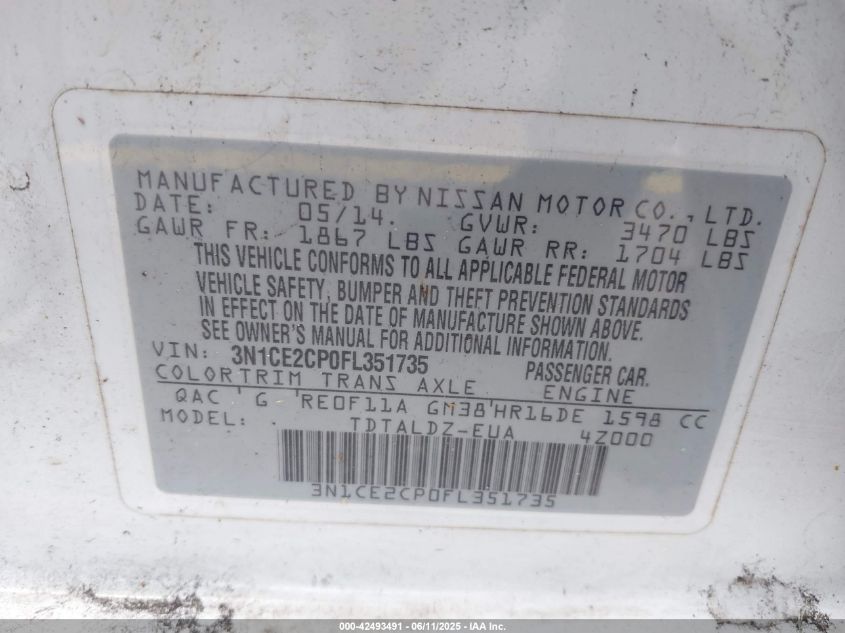 MANUFACTURED BY NISSAN MOTOR CO., LTD.
DATE: 05/14. GVWR: 3470 LBS
GAWR FR: 1867 LBS GAWR RR: 1704 LBS
THIS VEHICLE CONFORMS TO ALL APPLICABLE FEDERAL MOTOR
VEHICLE SAFETY, BUMPER AND THEFT PREVENTION STANDARDS
IN EFFECT ON THE DATE OF MANUFACTURE SHOWN ABOVE.
SEE OWNER'S MANUAL FOR ADDITIONAL INFORMATION.
VIN: 3N1CE2CP0FL351735 PASSENGER CAR.
COLORTRIM TRANS AXLE ENGINE
QAC ' G 'RE0F11A GM38'HR16DE 1598 CC
MODEL: TDTALDZ-EUA 4Z000
3N1CE2CP0FL351735
000-42493491 - 06/11/2025 - IAA Inc.